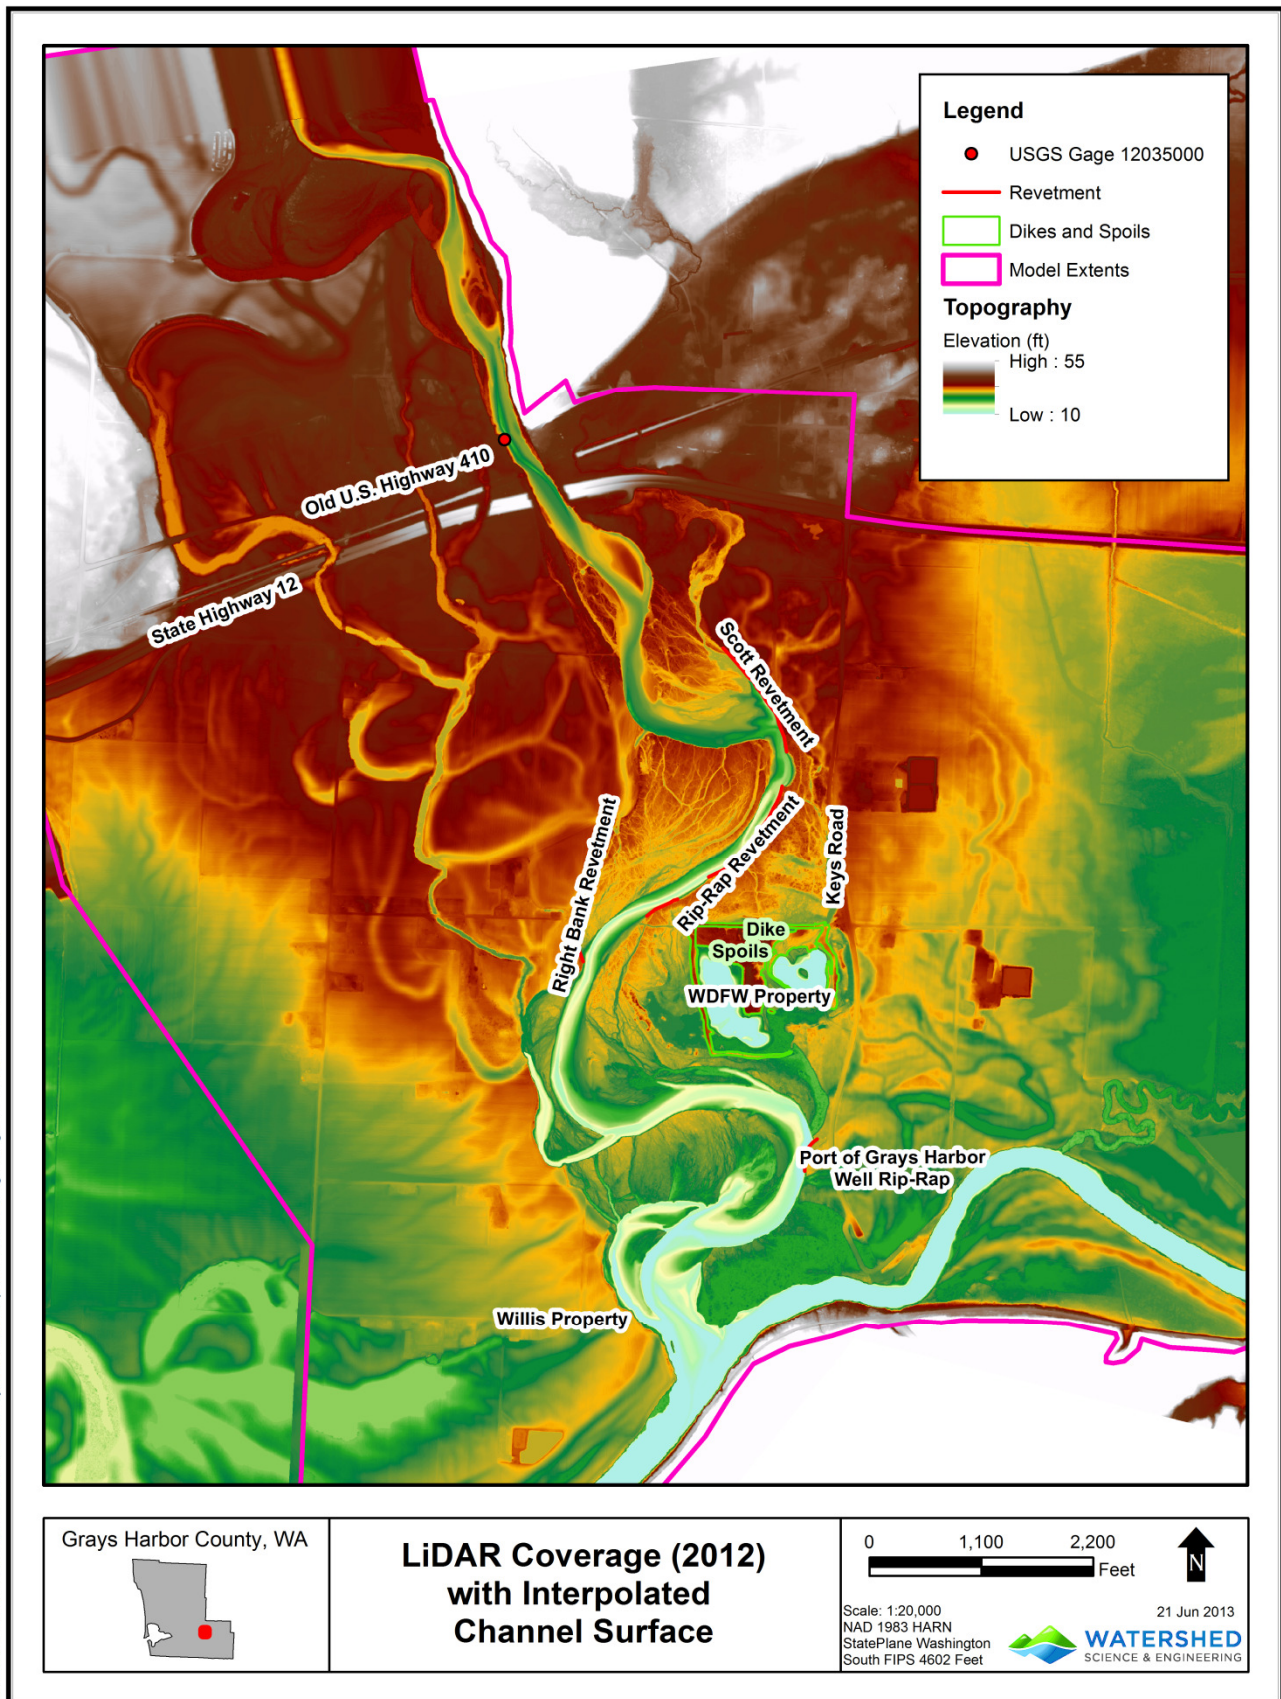 Legend
USGS Gage 12035000
Revetment
Dikes and Spoils
Model Extents
Topography
Elevation (ft)
High : 55
Low : 10
Old U.S. Highway 410
State Highway 12
Scott Revetment
Rip-Rap Revetment
Keys Road
Right Bank Revetment
Dike
Spoils
WDFW Property
Port of Grays Harbor
Well Rip-Rap
Willis Property
Grays Harbor County, WA
LiDAR Coverage (2012)
with Interpolated
Channel Surface
0 1,100 2,200
Feet
N
Scale: 1:20,000
NAD 1983 HARN
StatePlane Washington
South FIPS 4602 Feet
21 Jun 2013
WATERSHED
SCIENCE & ENGINEERING